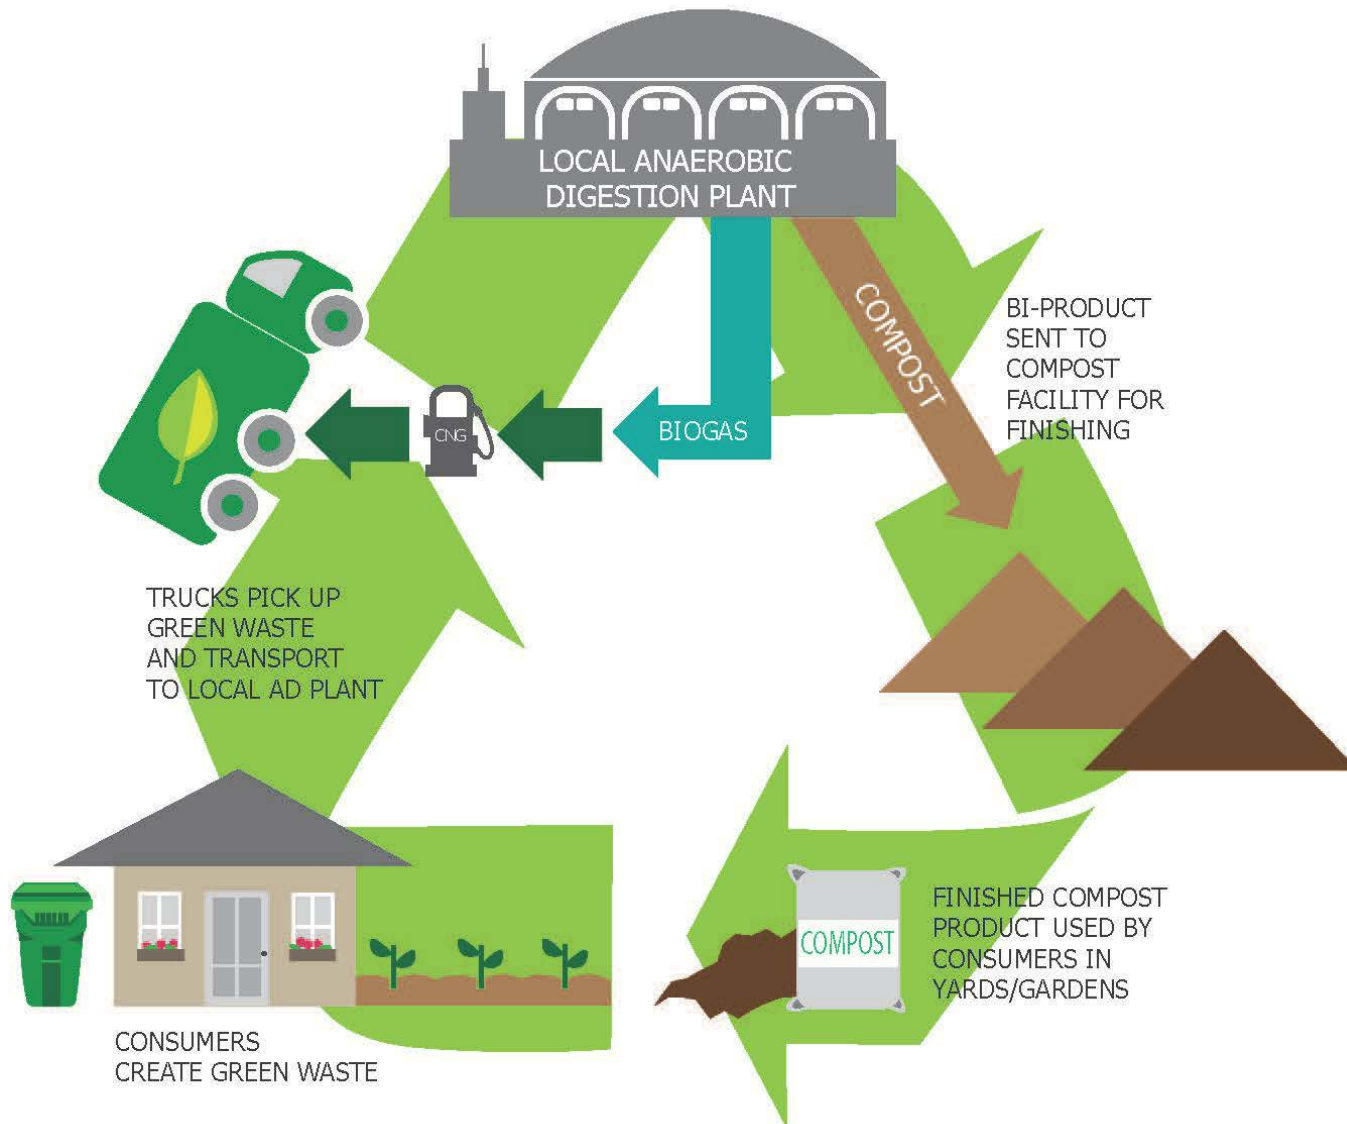 LOCAL ANAEROBIC
DIGESTION PLANT
COMPOST
BI-PRODUCT
SENT TO
COMPOST
FACILITY FOR
FINISHING
BIOGAS
CNG
TRUCKS PICK UP
GREEN WASTE
AND TRANSPORT
TO LOCAL AD PLANT
COMPOST
FINISHED COMPOST
PRODUCT USED BY
CONSUMERS IN
YARDS/GARDENS
CONSUMERS
CREATE GREEN WASTE